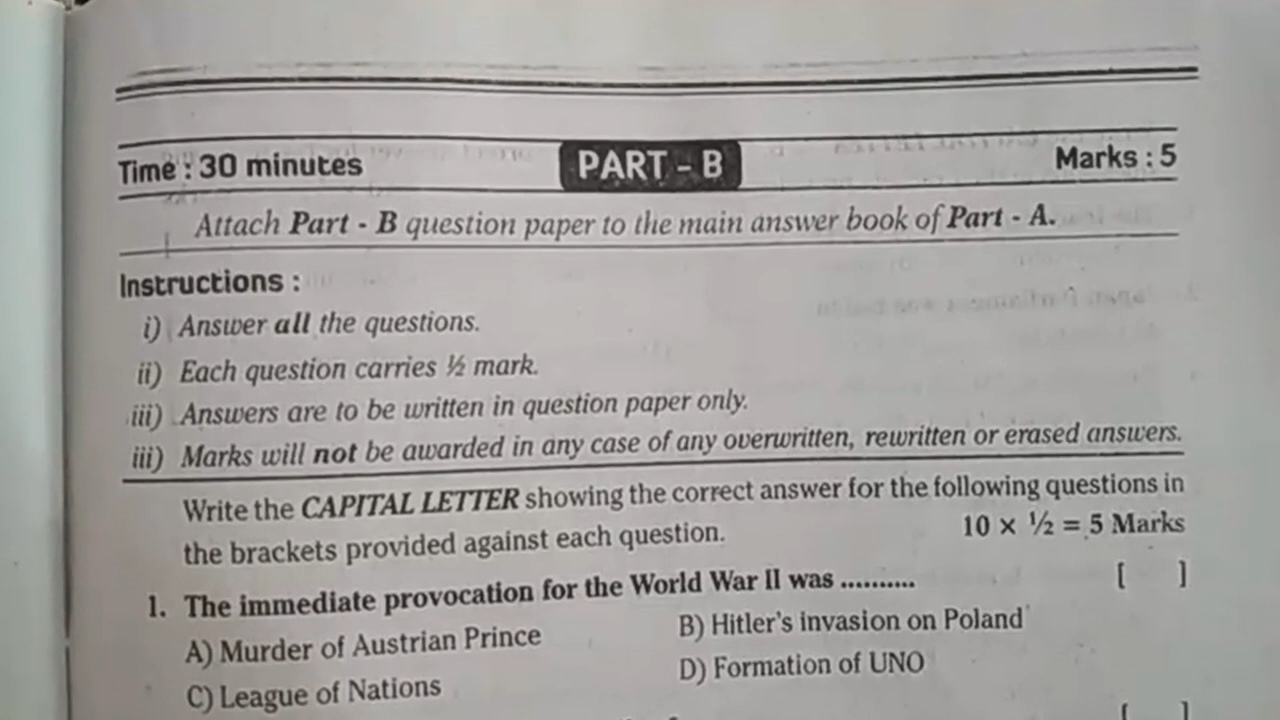 Time : 30 minutes PART - B Marks : 5
Attach Part - B question paper to the main answer book of Part - A.
Instructions :
i) Answer all the questions.
ii) Each question carries ½ mark.
iii) Answers are to be written in question paper only.
iii) Marks will not be awarded in any case of any overwritten, rewritten or erased answers.
Write the CAPITAL LETTER showing the correct answer for the following questions in
the brackets provided against each question. 10 × ½ = 5 Marks
1. The immediate provocation for the World War II was .......... [ ]
A) Murder of Austrian Prince B) Hitler's invasion on Poland
C) League of Nations D) Formation of UNO
[ ]